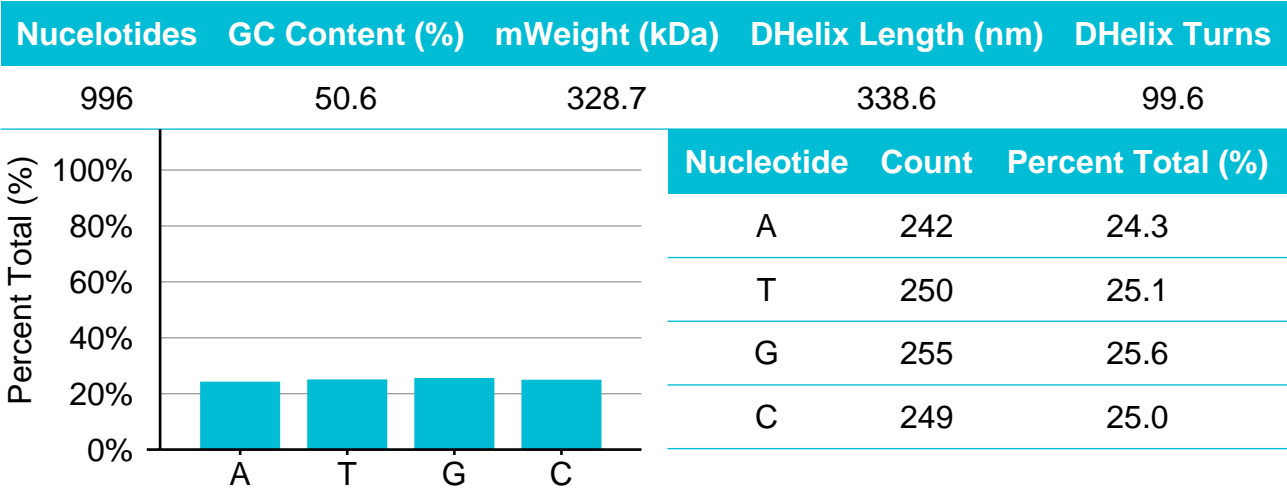 Nucelotides GC Content (%) mWeight (kDa) DHelix Length (nm) DHelix Turns
996 50.6 328.7 338.6 99.6
Percent Total (%)
100%
80%
60%
40%
20%
0%
A T G C
Nucleotide Count Percent Total (%)
A 242 24.3
T 250 25.1
G 255 25.6
C 249 25.0